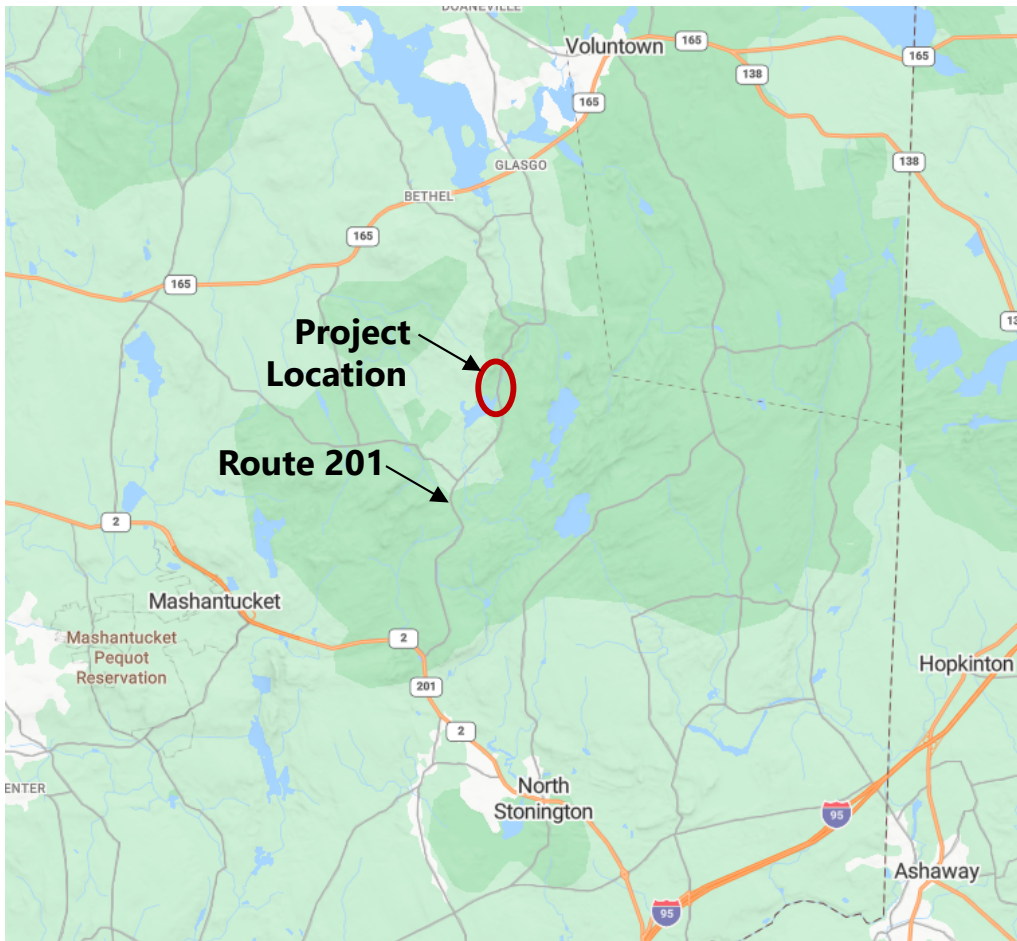 DOANEVILLE
Voluntown
165
165
138
165
165
138
GLASGO
BETHEL
165
165
Project
Location
Route 201
2
Mashantucket
Mashantucket
Pequot
Reservation
2
201
2
Hopkinton
North
Stonington
ENTER
95
Ashaway
95